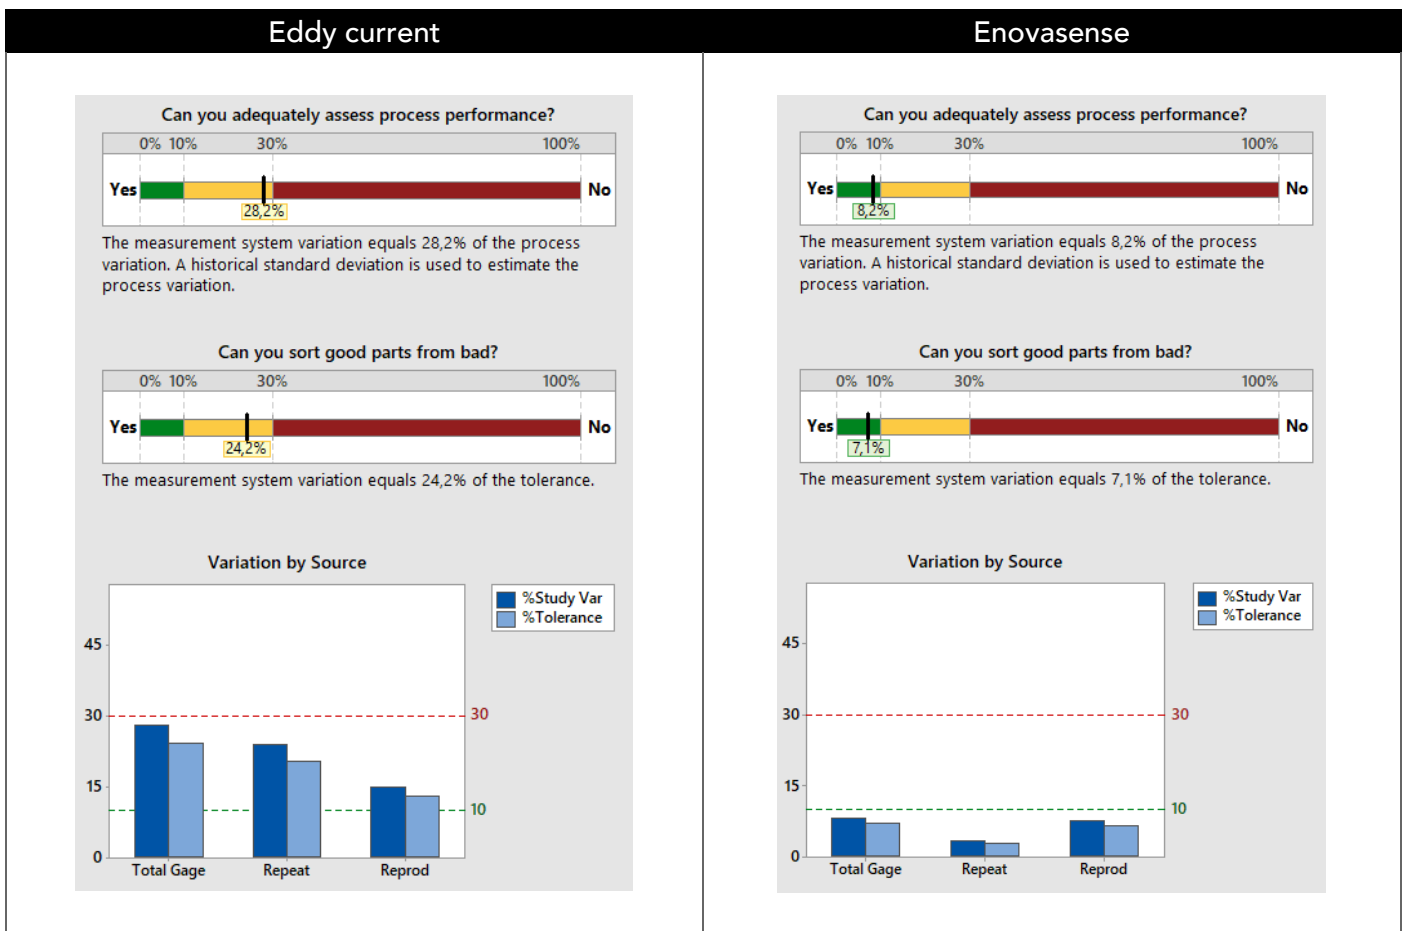 Eddy current
Enovasense
Can you adequately assess process performance?
0% 10% 30% 100%
Yes No
28,2%
The measurement system variation equals 28,2% of the process
variation. A historical standard deviation is used to estimate the
process variation.
Can you sort good parts from bad?
0% 10% 30% 100%
Yes No
24,2%
The measurement system variation equals 24,2% of the tolerance.
Variation by Source
%Study Var
%Tolerance
45
30 30
15
10
0
Total Gage Repeat Reprod
Can you adequately assess process performance?
0% 10% 30% 100%
Yes No
8,2%
The measurement system variation equals 8,2% of the process
variation. A historical standard deviation is used to estimate the
process variation.
Can you sort good parts from bad?
0% 10% 30% 100%
Yes No
7,1%
The measurement system variation equals 7,1% of the tolerance.
Variation by Source
%Study Var
%Tolerance
45
30 30
15
10
0
Total Gage Repeat Reprod